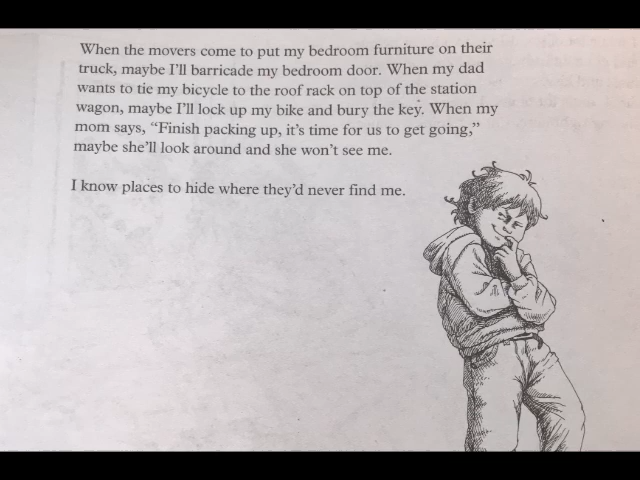 When the movers come to put my bedroom furniture on their
truck, maybe I'll barricade my bedroom door. When my dad
wants to tie my bicycle to the roof rack on top of the station
wagon, maybe I'll lock up my bike and bury the key. When my
mom says, “Finish packing up, it's time for us to get going,”
maybe she'll look around and she won't see me.
I know places to hide where they'd never find me.